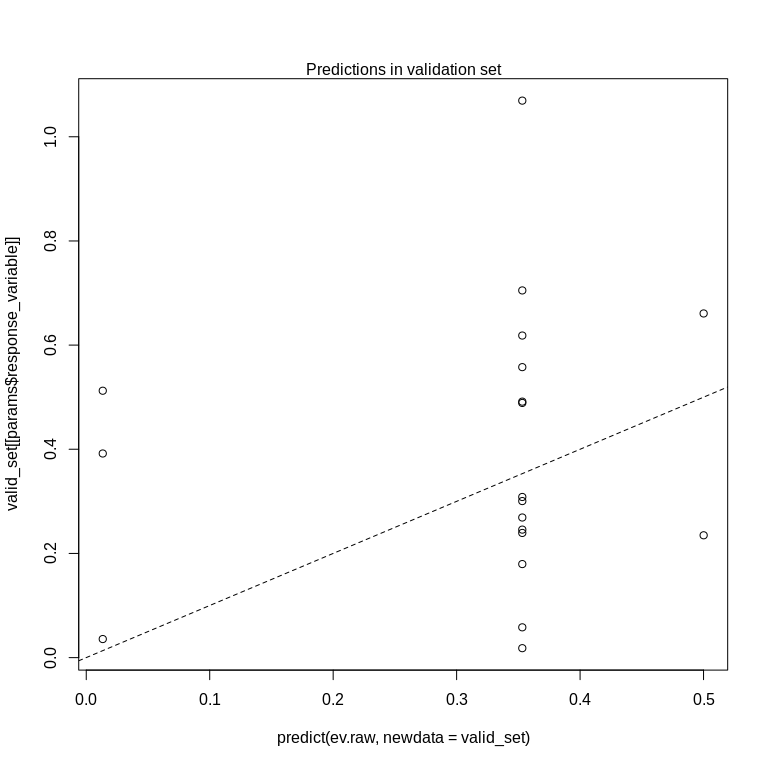 Predictions in validation set
valid_set[[params$response_variable]]
1.0
0.8
0.6
0.4
0.2
0.0
0.0 0.1 0.2 0.3 0.4 0.5
predict(ev.raw, newdata = valid_set)